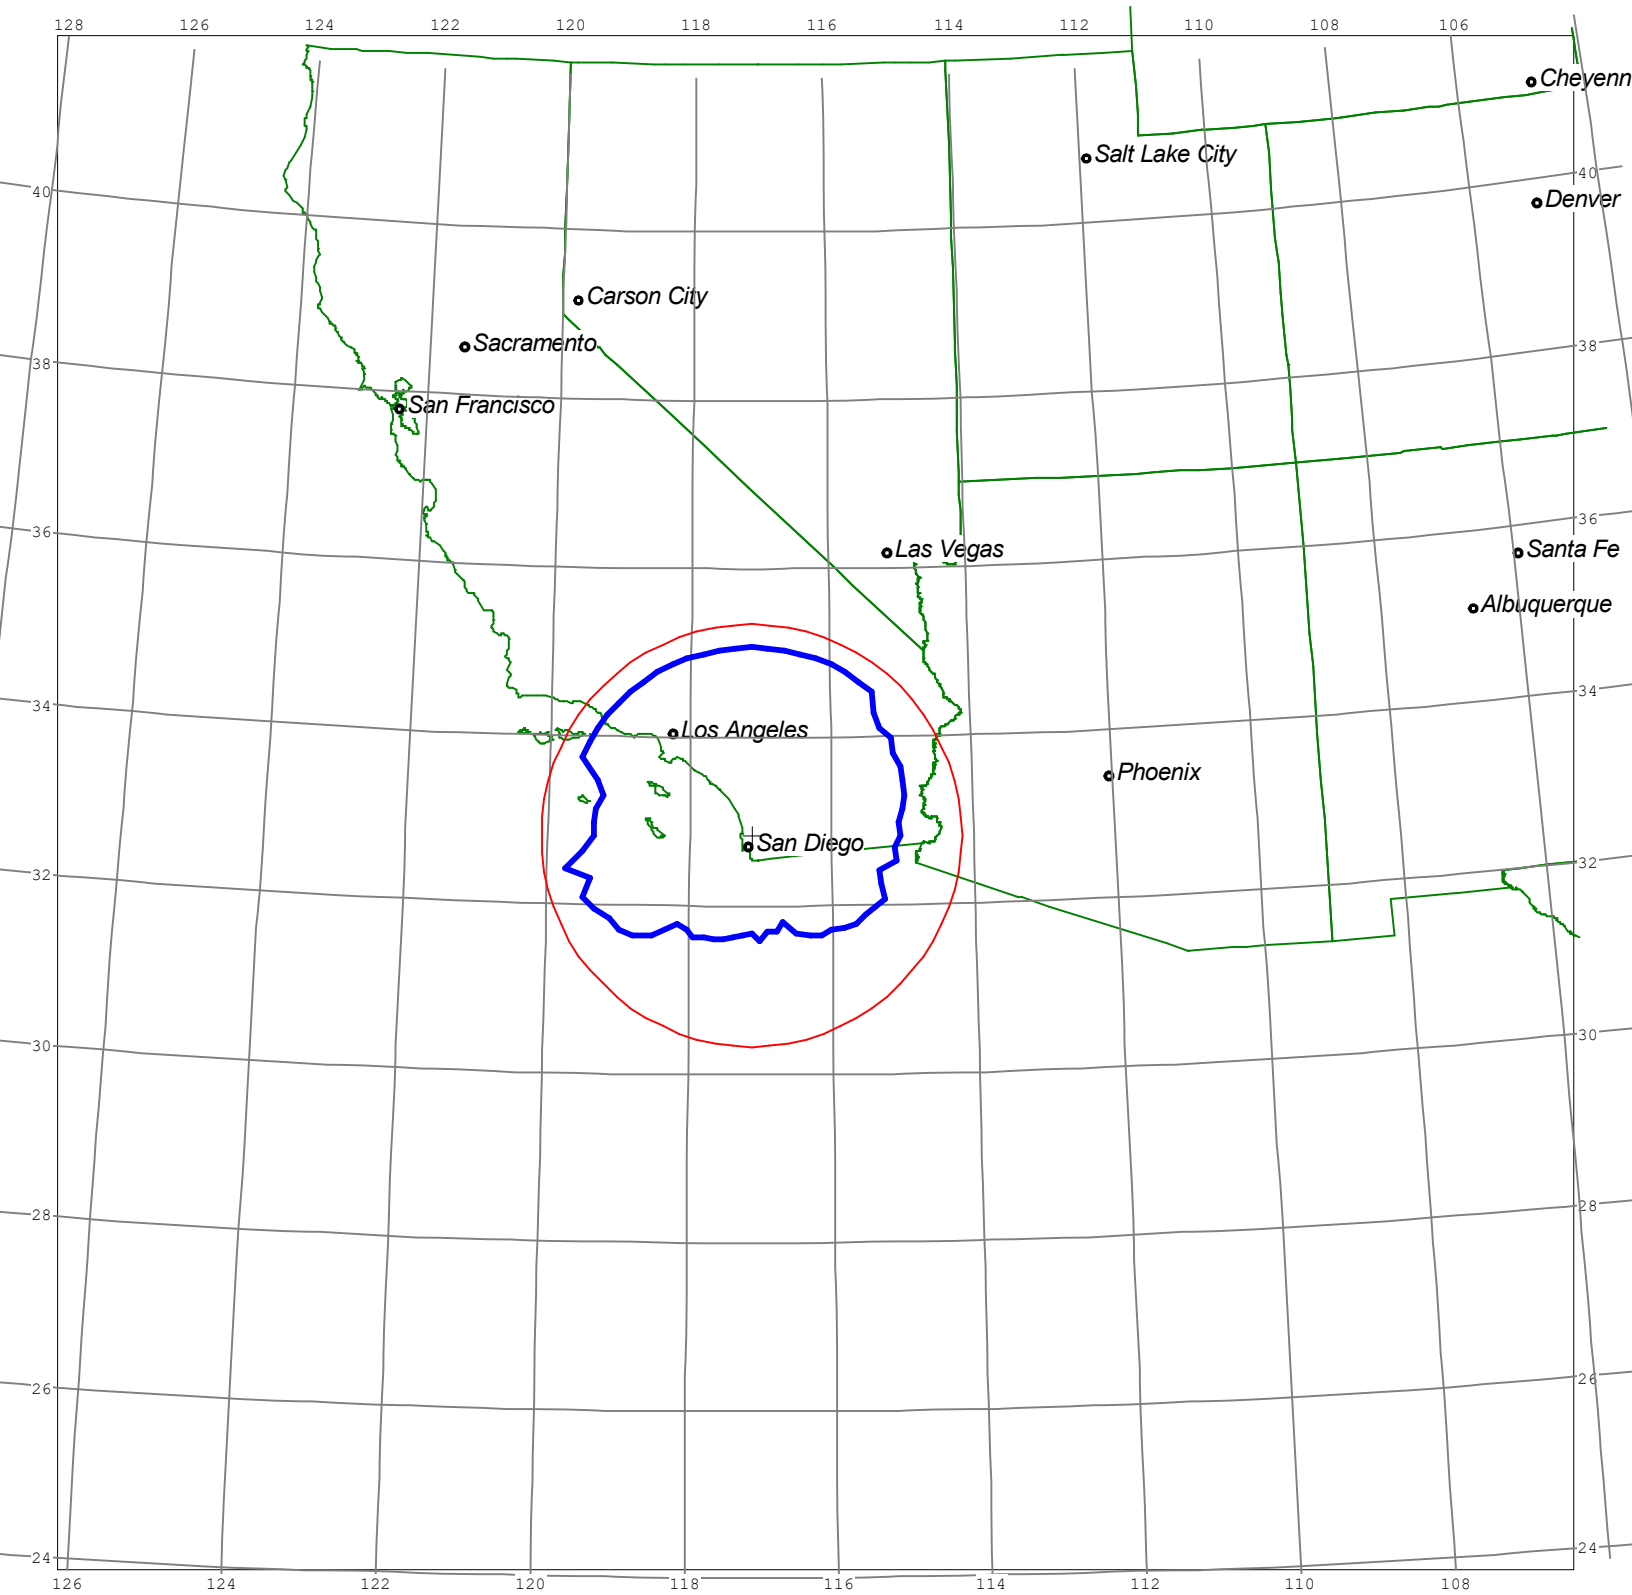 128 126 124 122 120 118 116 114 112 110 108 106
Cheyenn
Salt Lake City
40 40
Denver
Carson City
Sacramento
38 38
San Francisco
36 36
Las Vegas
Santa Fe
Albuquerque
34 34
Los Angeles
Phoenix
San Diego
32 32
30 30
28 28
26 26
24 24
126 124 122 120 118 116 114 112 110 108